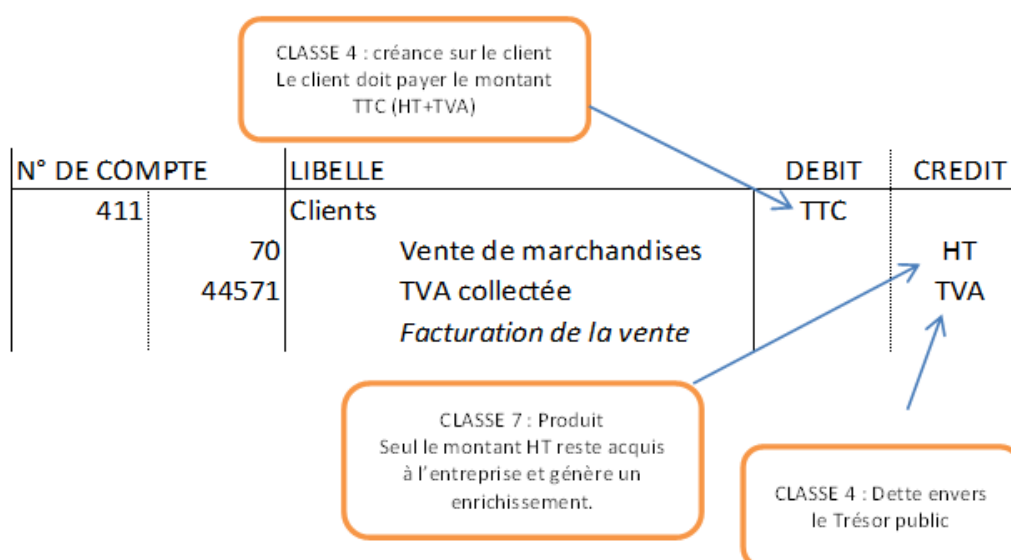 CLASSE 4 : créance sur le client
Le client doit payer le montant
TTC (HT+TVA)
N° DE COMPTE LIBELLE DEBIT CREDIT
411 Clients TTC
70 Vente de marchandises HT
44571 TVA collectée TVA
Facturation de la vente
CLASSE 7 : Produit
Seul le montant HT reste acquis
à l'entreprise et génère un
enrichissement.
CLASSE 4 : Dette envers
le Trésor public